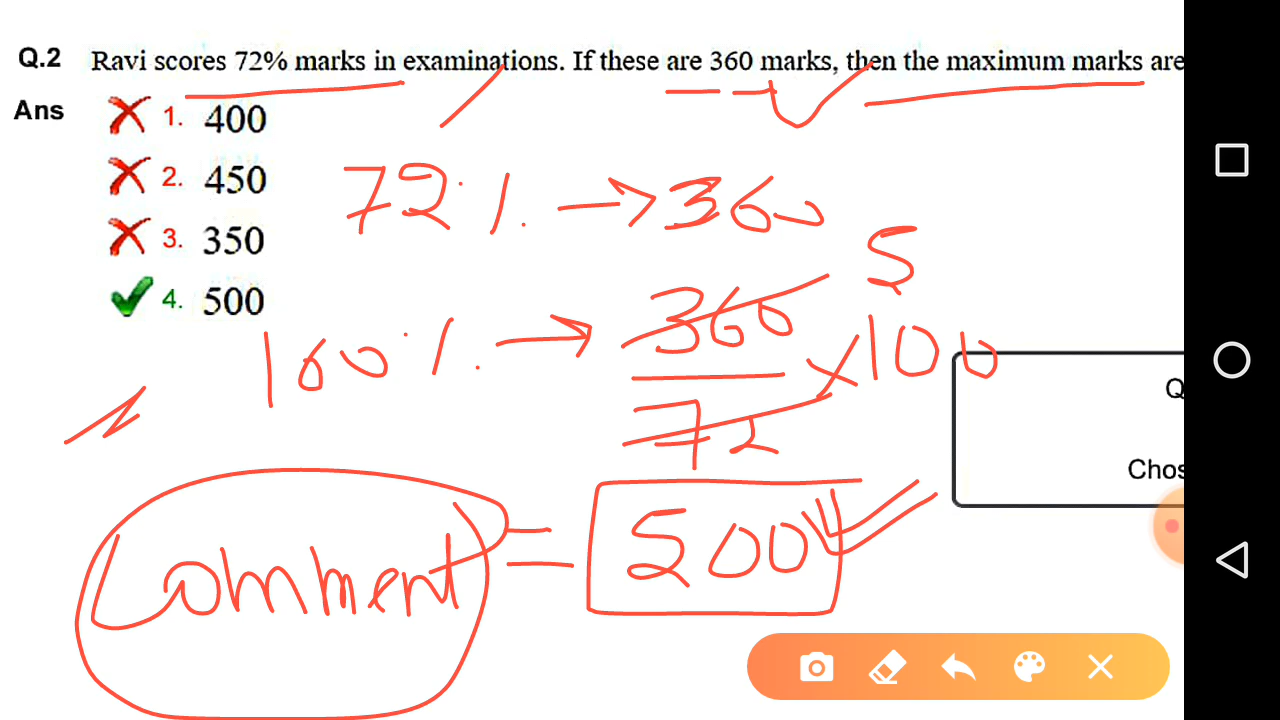 Q.2 Ravi scores 72% marks in examinations. If these are 360 marks, then the maximum marks are
Ans 1. 400
2. 450
3. 350
4. 500
72% → 360
5
100% → 360/72 × 100
= 500
Comment
Q
Chos